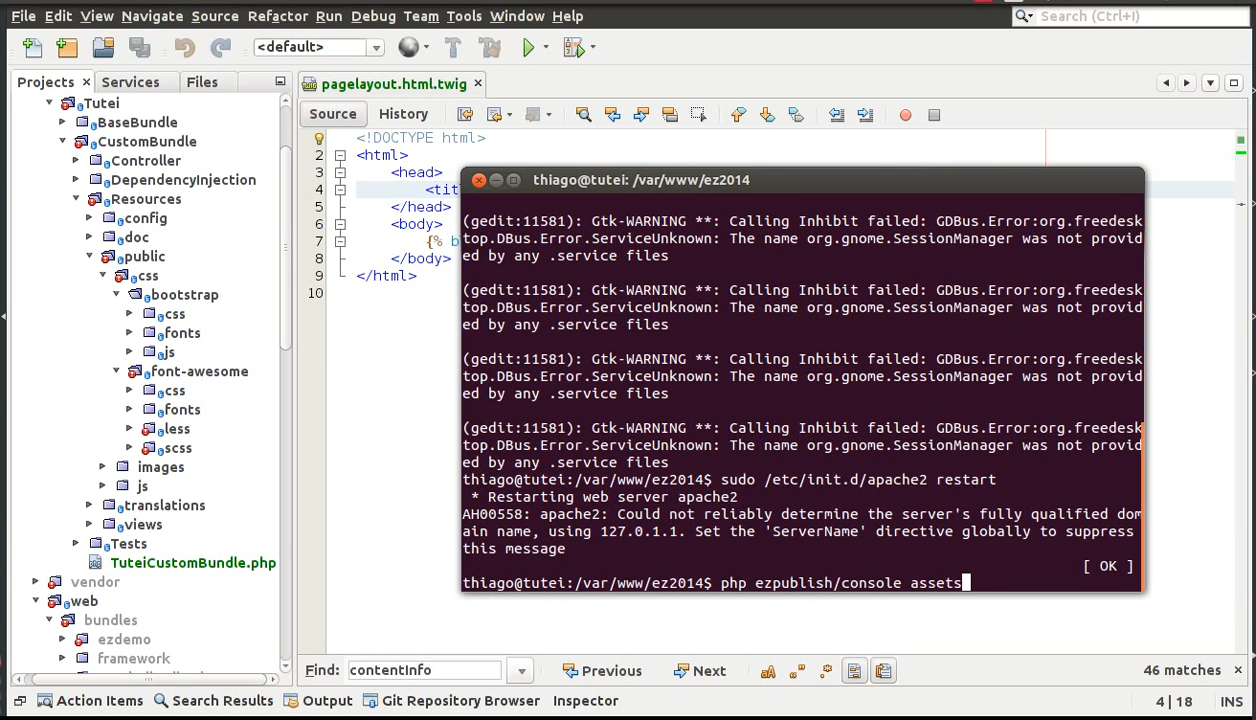 File Edit View Navigate Source Refactor Run Debug Team Tools Window Help
Search (Ctrl+I)
<default>
Projects Services Files
pagelayout.html.twig
Source History
Tutei
BaseBundle
CustomBundle
Controller
DependencyInjection
Resources
config
doc
public
css
bootstrap
css
fonts
js
font-awesome
css
fonts
less
scss
images
js
translations
views
Tests
TuteiCustomBundle.php
vendor
web
bundles
ezdemo
framework
<!DOCTYPE html>
2 <html>
3 <head>
4 <tit
5 </head>
6 <body>
7 {% b
8 </body>
9 </html>
10
thiago@tutei: /var/www/ez2014
(gedit:11581): Gtk-WARNING **: Calling Inhibit failed: GDBus.Error:org.freedesk
top.DBus.Error.ServiceUnknown: The name org.gnome.SessionManager was not provid
ed by any .service files
(gedit:11581): Gtk-WARNING **: Calling Inhibit failed: GDBus.Error:org.freedesk
top.DBus.Error.ServiceUnknown: The name org.gnome.SessionManager was not provid
ed by any .service files
(gedit:11581): Gtk-WARNING **: Calling Inhibit failed: GDBus.Error:org.freedesk
top.DBus.Error.ServiceUnknown: The name org.gnome.SessionManager was not provid
ed by any .service files
(gedit:11581): Gtk-WARNING **: Calling Inhibit failed: GDBus.Error:org.freedesk
top.DBus.Error.ServiceUnknown: The name org.gnome.SessionManager was not provid
ed by any .service files
thiago@tutei:/var/www/ez2014$ sudo /etc/init.d/apache2 restart
* Restarting web server apache2
AH00558: apache2: Could not reliably determine the server's fully qualified dom
ain name, using 127.0.1.1. Set the 'ServerName' directive globally to suppress
this message
[ OK ]
thiago@tutei:/var/www/ez2014$ php ezpublish/console assets
Find: contentInfo Previous Next 46 matches
Action Items Search Results Output Git Repository Browser Inspector 4|18 INS